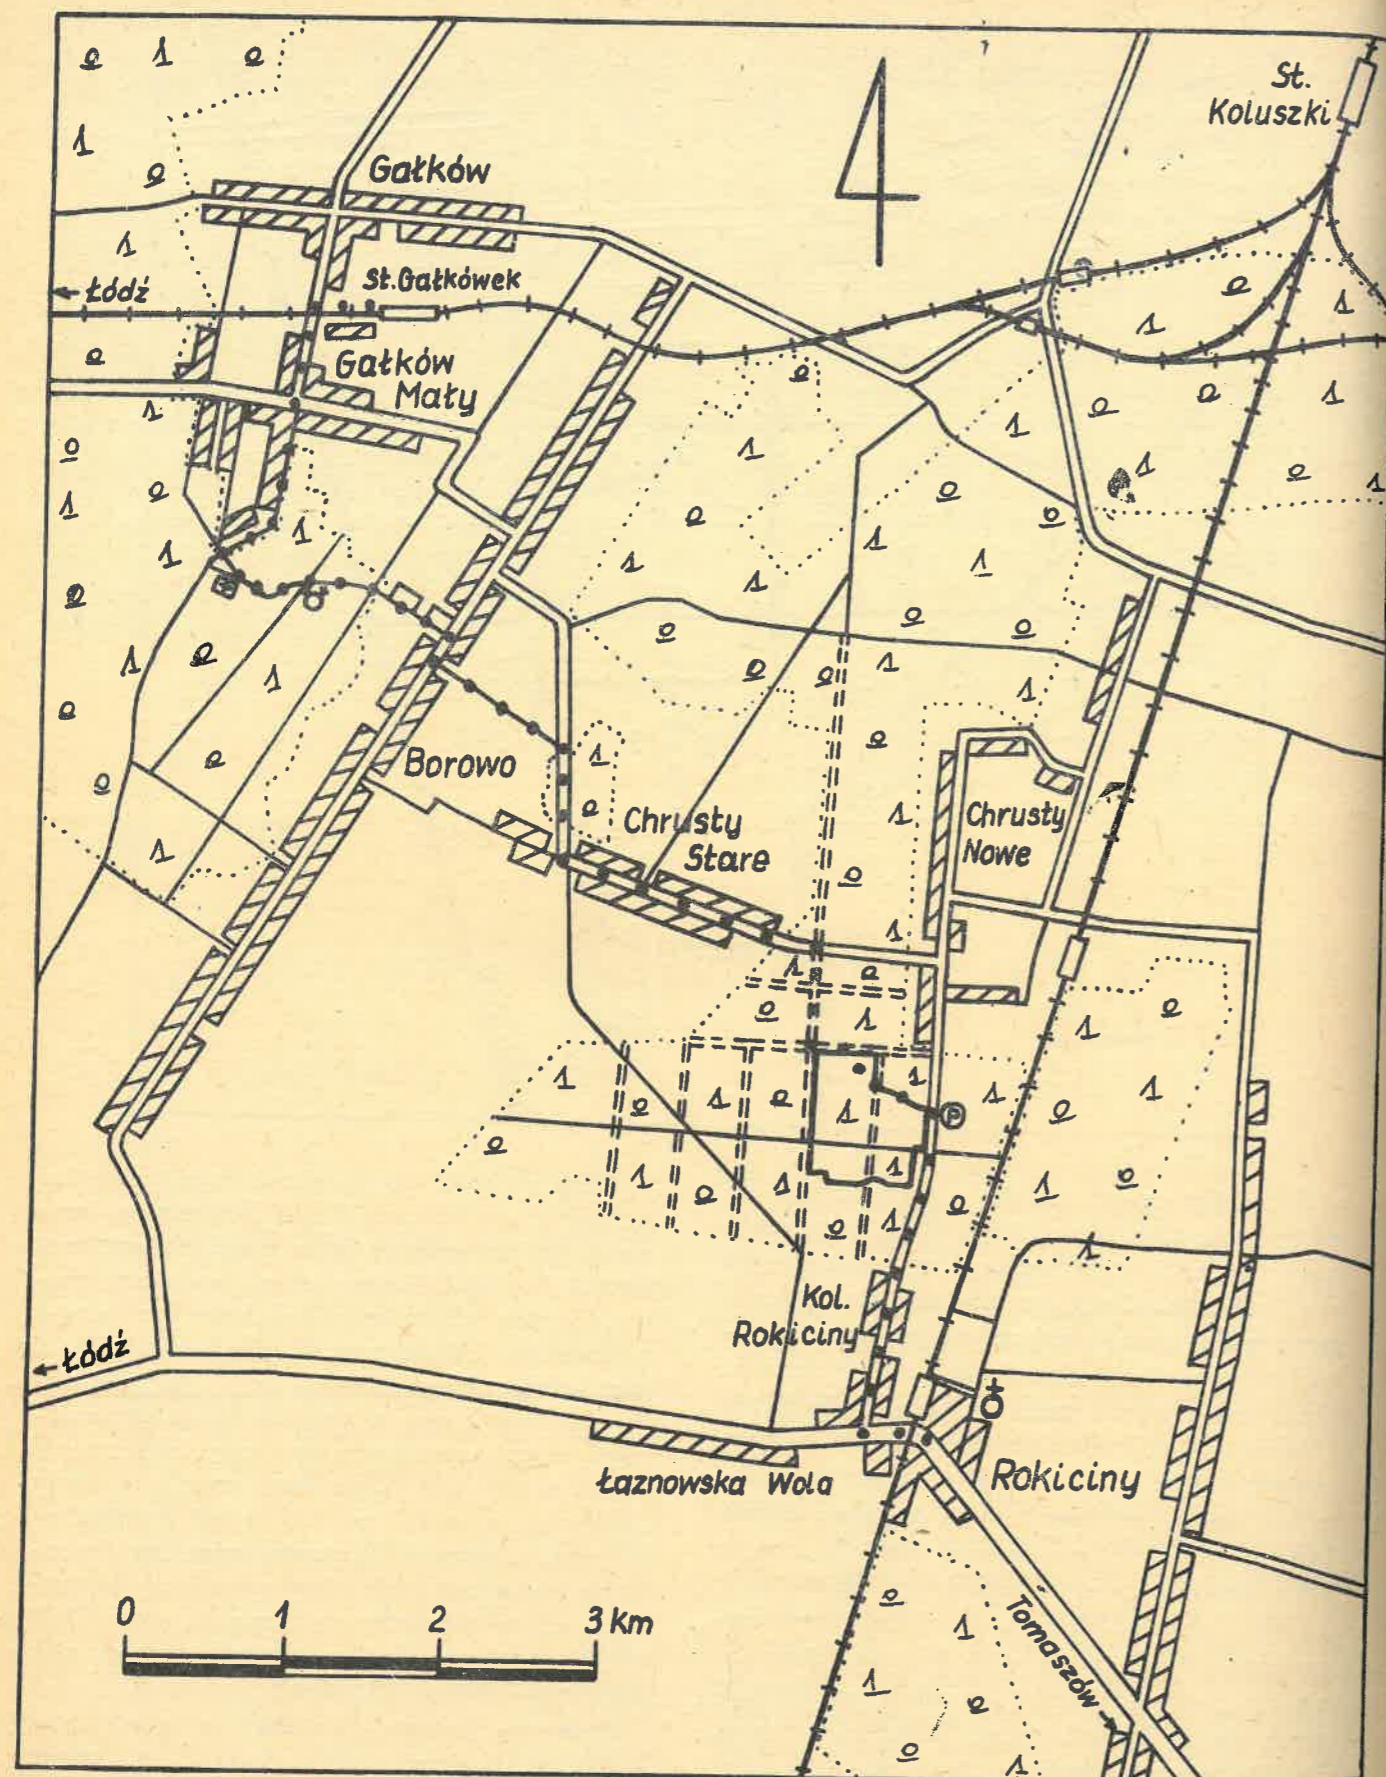 St.
Koluszki
Gałków
St. Gałkówek
← Łódź
Gałków
Mały
Borowo
Chrusty
Stare
Chrusty
Nowe
P
Kol.
Rokiciny
← Łódź
Łaznowska Wola
Rokiciny
0 1 2 3 Km
Tomaszów →